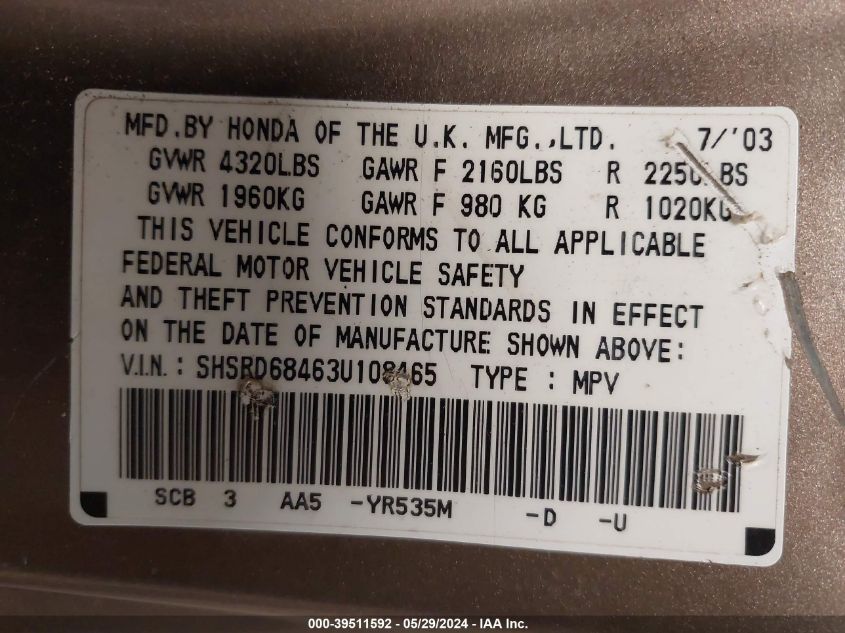 MFD.BY HONDA OF THE U.K. MFG.,LTD. 7/'03
GVWR 4320LBS GAWR F 2160LBS R 2250LBS
GVWR 1960KG GAWR F 980 KG R 1020KG
THIS VEHICLE CONFORMS TO ALL APPLICABLE
FEDERAL MOTOR VEHICLE SAFETY
AND THEFT PREVENTION STANDARDS IN EFFECT
ON THE DATE OF MANUFACTURE SHOWN ABOVE:
V.I.N. : SHSRD68463U108465 TYPE : MPV
SCB 3 AA5 -YR535M -D -U
000-39511592 - 05/29/2024 - IAA Inc.